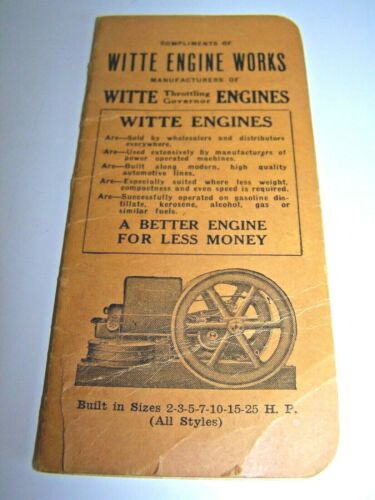 COMPLIMENTS OF
WITTE ENGINE WORKS
MANUFACTURERS OF
WITTE Throttling Governor ENGINES
WITTE ENGINES
Are—Sold by wholesalers and distributors
everywhere.
Are—Used extensively by manufacturers of
power operated machines.
Are—Built along modern, high quality
automotive lines.
Are—Especially suited where less weight,
compactness and even speed is required.
Are—Successfully operated on gasoline dis-
tillate, kerosene, alcohol, gas or
similar fuels.
A BETTER ENGINE
FOR LESS MONEY
Built in Sizes 2-3-5-7-10-15-25 H. P.
(All Styles)